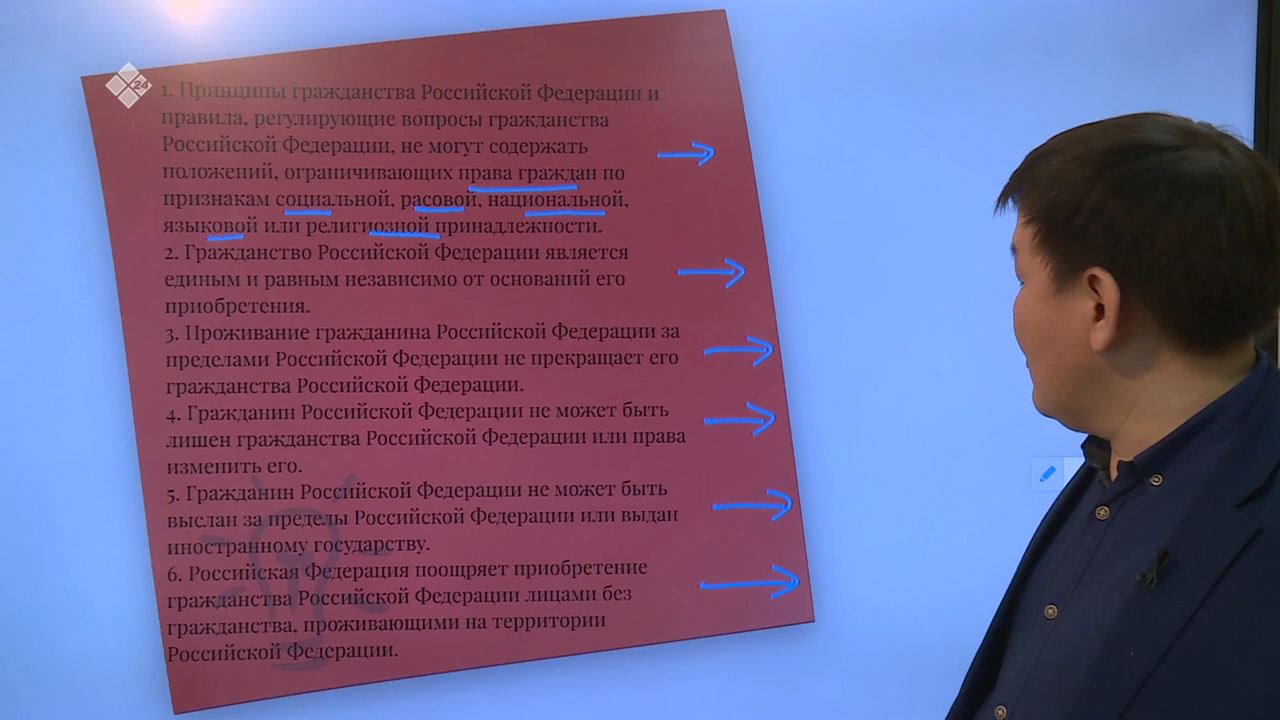 X24
1. Принципы гражданства Российской Федерации и
правила, регулирующие вопросы гражданства
Российской Федерации, не могут содержать
положений, ограничивающих права граждан по
признакам социальной, расовой, национальной,
языковой или религиозной принадлежности.
2. Гражданство Российской Федерации является
единым и равным независимо от оснований его
приобретения.
3. Проживание гражданина Российской Федерации за
пределами Российской Федерации не прекращает его
гражданства Российской Федерации.
4. Гражданин Российской Федерации не может быть
лишен гражданства Российской Федерации или права
изменить его.
5. Гражданин Российской Федерации не может быть
выслан за пределы Российской Федерации или выдан
иностранному государству.
6. Российская Федерация поощряет приобретение
гражданства Российской Федерации лицами без
гражданства, проживающими на территории
Российской Федерации.